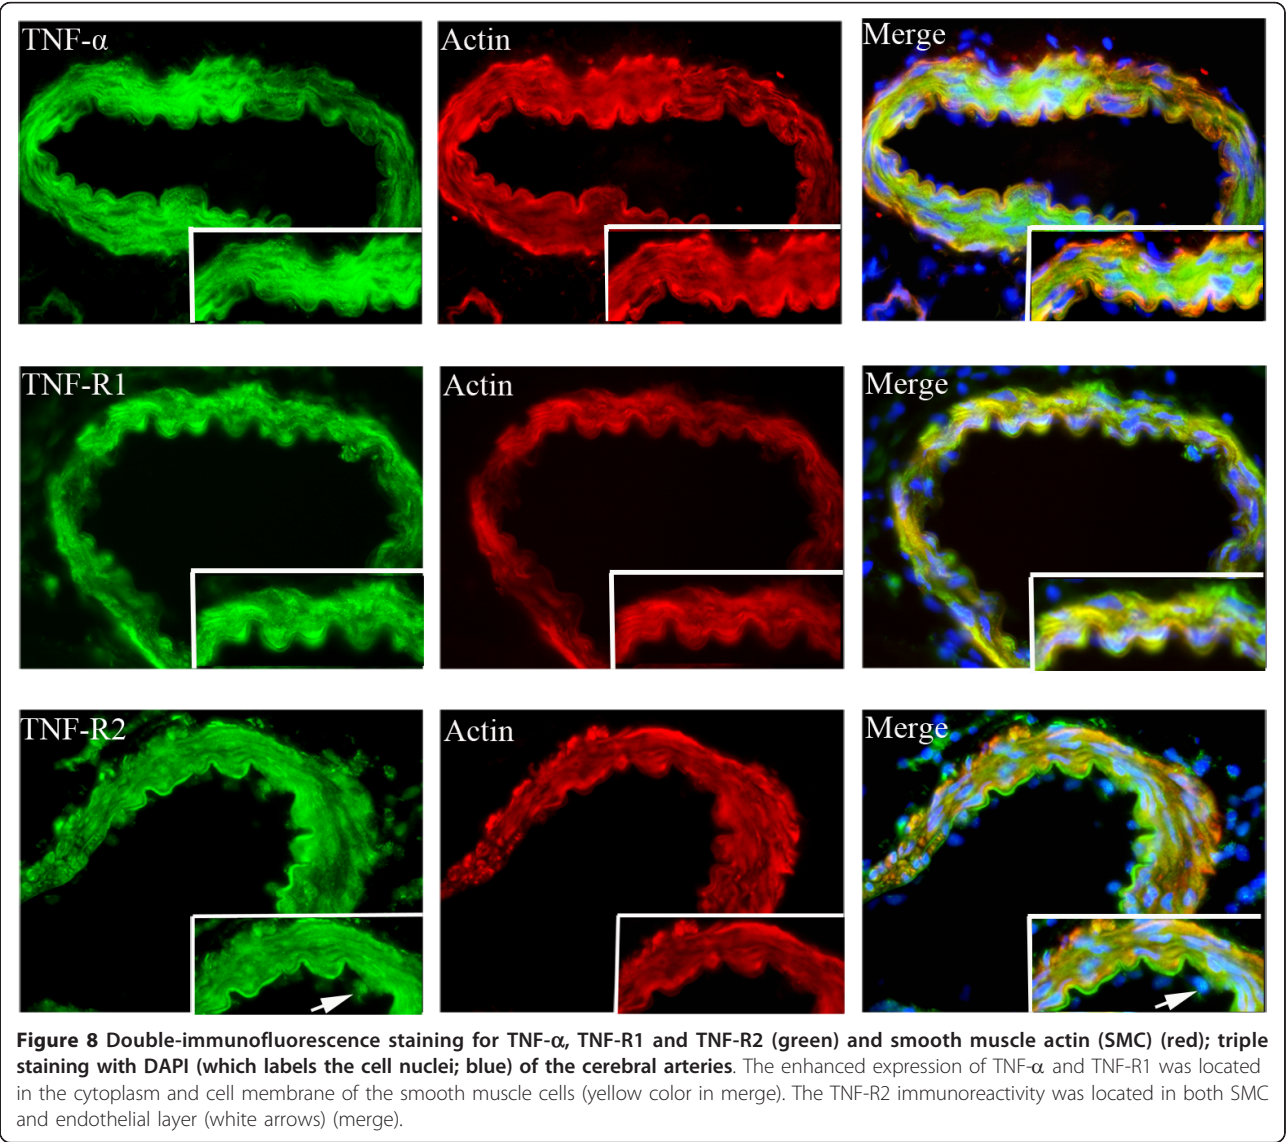 TNF-α
Actin
Merge
TNF-R1
Actin
Merge
TNF-R2
Actin
Merge
Figure 8 Double-immunofluorescence staining for TNF-α, TNF-R1 and TNF-R2 (green) and smooth muscle actin (SMC) (red); triple
staining with DAPI (which labels the cell nuclei; blue) of the cerebral arteries. The enhanced expression of TNF-α and TNF-R1 was located
in the cytoplasm and cell membrane of the smooth muscle cells (yellow color in merge). The TNF-R2 immunoreactivity was located in both SMC
and endothelial layer (white arrows) (merge).